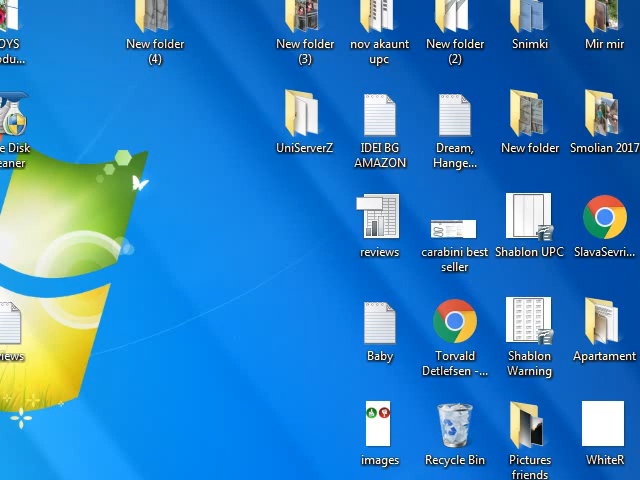 OYS
odu...
New folder
(4)
New folder
(3)
nov akaunt
upc
New folder
(2)
Snimki
Mir mir
e Disk
eaner
UniServerZ
IDEI BG
AMAZON
Dream,
Hange...
New folder
Smolian 2017
reviews
carabini best
seller
Shablon UPC
SlavaSevri...
iews
Baby
Torvald
Detlefsen -...
Shablon
Warning
Apartament
images
Recycle Bin
Pictures
friends
WhiteR